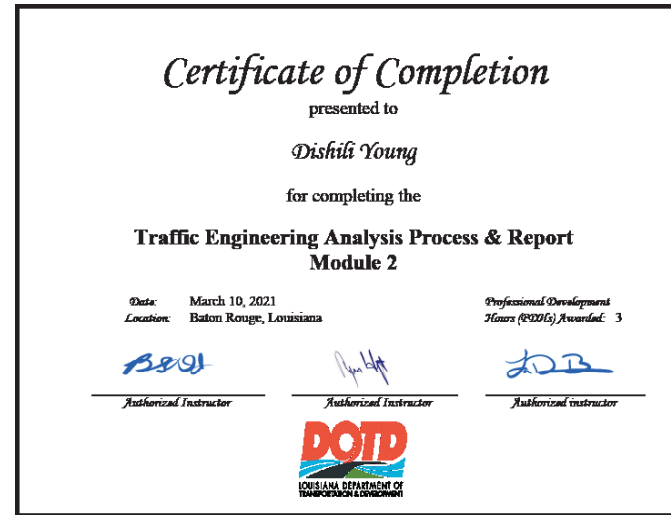 Certificate of Completion
presented to
Dishili Young
for completing the
Traffic Engineering Analysis Process & Report
Module 2
Date: March 10, 2021
Location: Baton Rouge, Louisiana
Professional Development
Hours (PDHs) Awarded: 3
Authorized Instructor
Authorized Instructor
Authorized instructor
DOTD
LOUISIANA DEPARTMENT OF
TRANSPORTATION & DEVELOPMENT